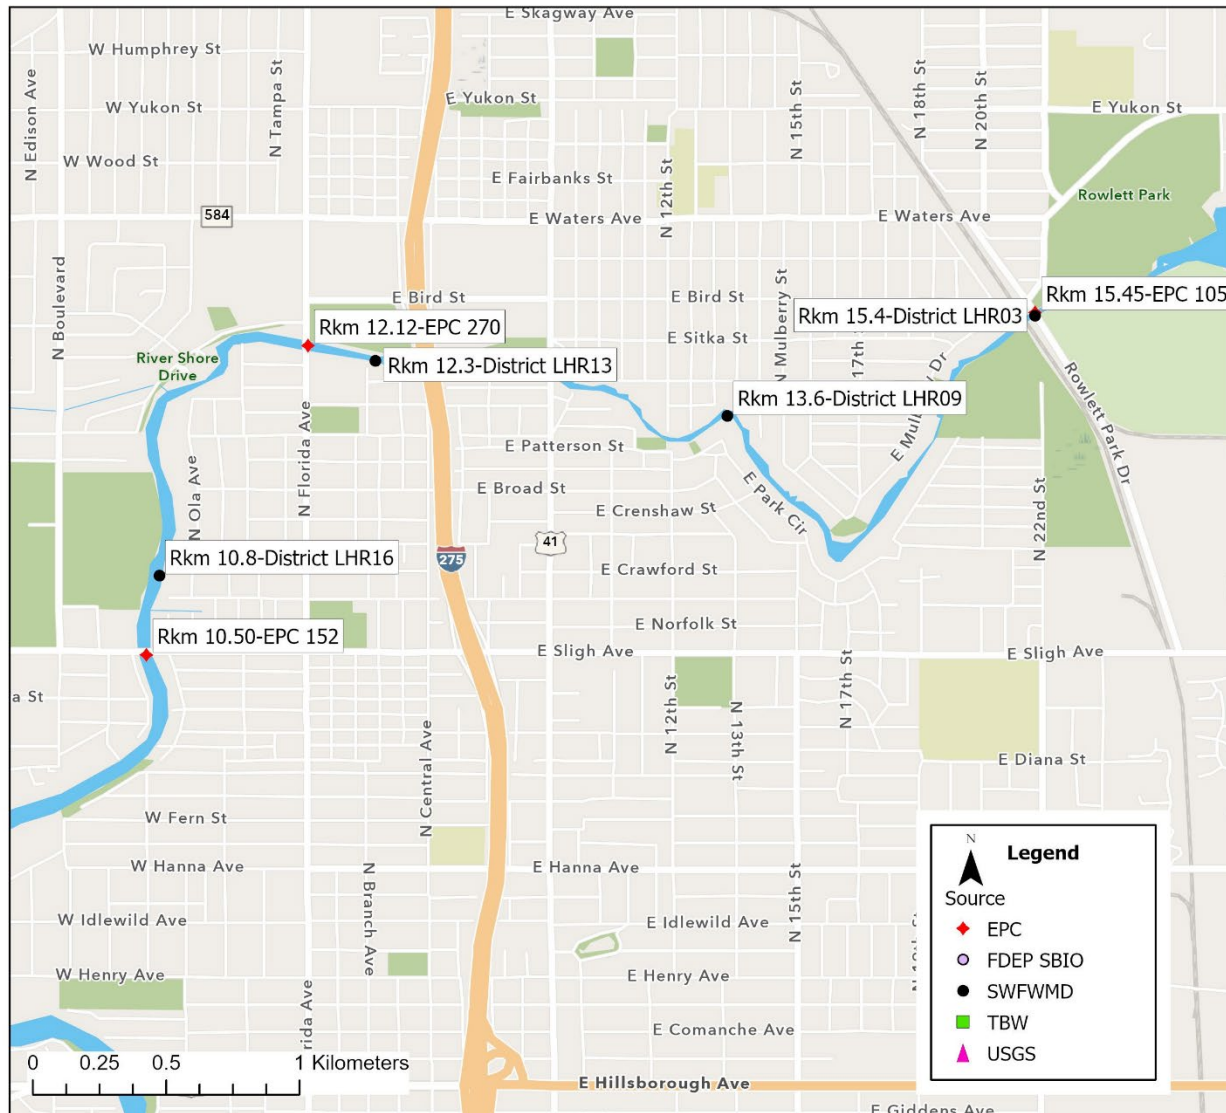 E Skagway Ave
W Humphrey St
N Edison Ave
N Tampa St
W Yukon St
E Yukon St
N 15th St
N 18th St
N 20th St
E Yukon St
W Wood St
E Fairbanks St
N 12th St
Rowlett Park
584
E Waters Ave
E Waters Ave
N Boulevard
E Bird St
E Bird St
N Mulberry St
Rkm 15.45-EPC 105
Rkm 12.12-EPC 270
E Sitka St
Rkm 15.4-District LHR03
River Shore
Drive
Rkm 12.3-District LHR13
17th
Rkm 13.6-District LHR09
Rowlett Park Dr
N Florida Ave
E Patterson St
N Ola Ave
E Broad St
E Crenshaw St
E Park Cir
N 22nd St
41
275
Rkm 10.8-District LHR16
E Crawford St
E Norfolk St
Rkm 10.50-EPC 152
E Sligh Ave
E Sligh Ave
a St
N 12th St
N 13th St
N 17th St
N Central Ave
E Diana St
W Fern St
W Hanna Ave
E Hanna Ave
N Branch Ave
N 15th St
W Idlewild Ave
E Idlewild Ave
W Henry Ave
E Henry Ave
rida Ave
E Comanche Ave
E Hillsborough Ave
E Giddens Ave
0 0.25 0.5 1 Kilometers
N
Legend
Source
EPC
FDEP SBIO
SWFWMD
TBW
USGS